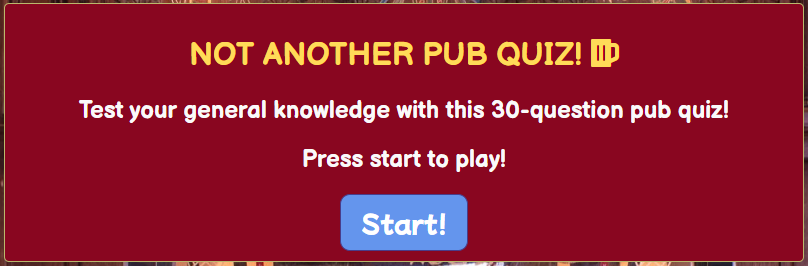 NOT ANOTHER PUB QUIZ!
Test your general knowledge with this 30-question pub quiz!
Press start to play!
Start!